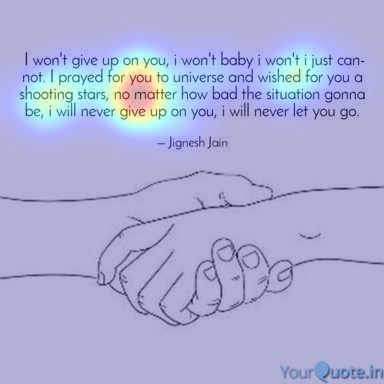 I won't give up on you, i won't baby i won't i just can-
not. I prayed for you to universe and wished for you a
shooting stars, no matter how bad the situation gonna
be, i will never give up on you, i will never let you go.
— Jignesh Jain
YourQuote.in